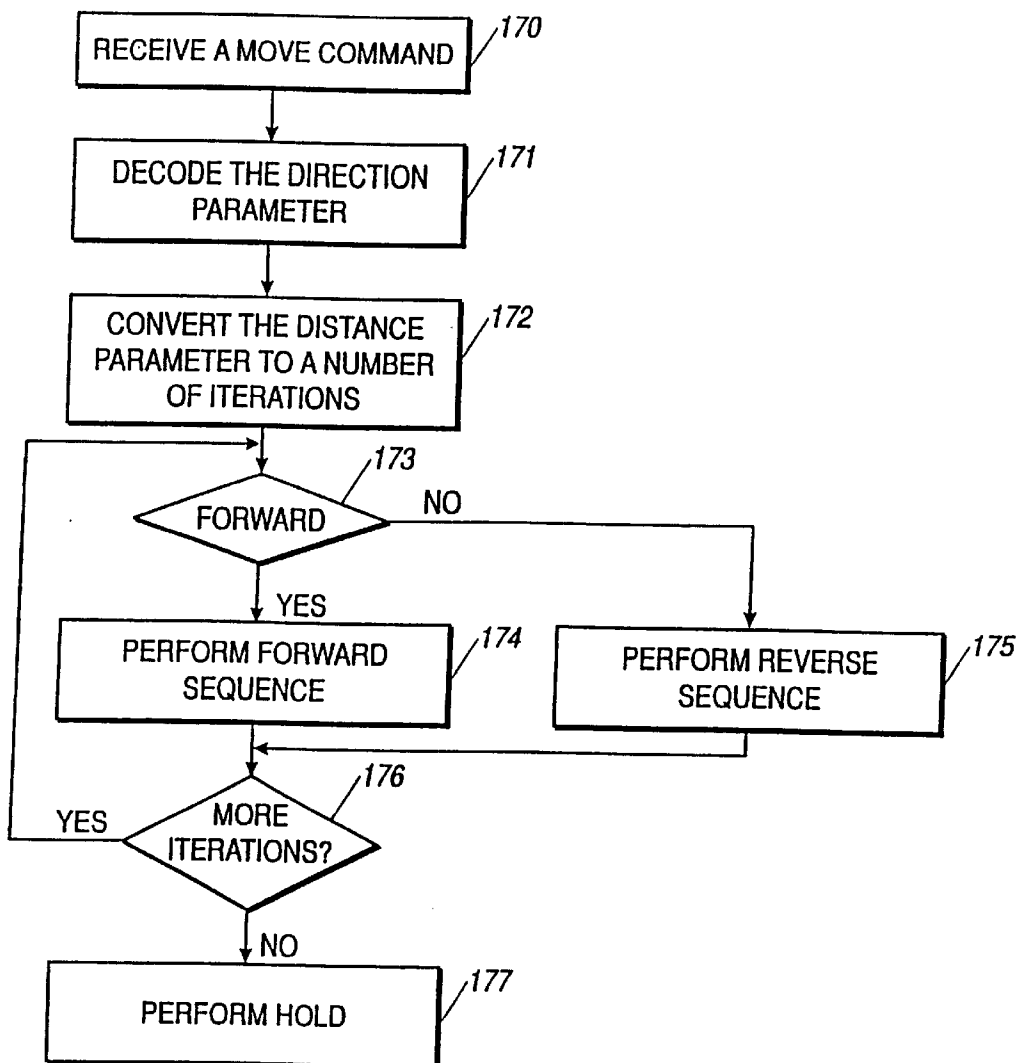 RECEIVE A MOVE COMMAND
170
DECODE THE DIRECTION
PARAMETER
171
CONVERT THE DISTANCE
PARAMETER TO A NUMBER
OF ITERATIONS
172
173
FORWARD
NO
YES
PERFORM FORWARD
SEQUENCE
174
PERFORM REVERSE
SEQUENCE
175
176
MORE
ITERATIONS?
YES
NO
PERFORM HOLD
177